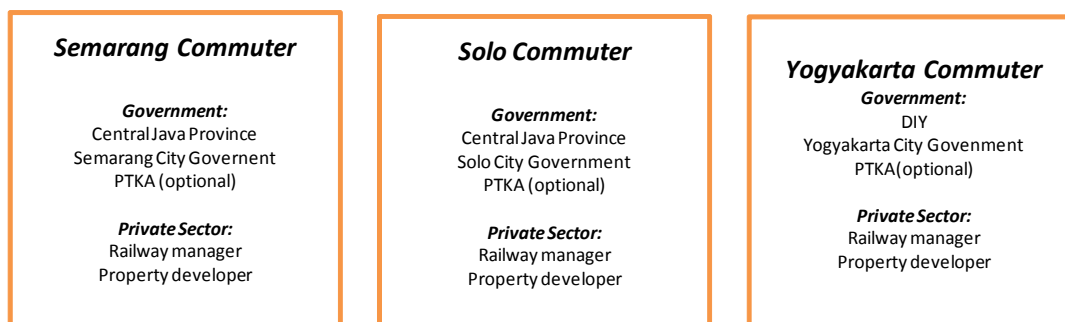 Semarang Commuter
Government:
Central Java Province
Semarang City Governent
PTKA (optional)
Private Sector:
Railway manager
Property developer
Solo Commuter
Government:
Central Java Province
Solo City Government
PTKA (optional)
Private Sector:
Railway manager
Property developer
Yogyakarta Commuter
Government:
DIY
Yogyakarta City Govenment
PTKA(optional)
Private Sector:
Railway manager
Property developer